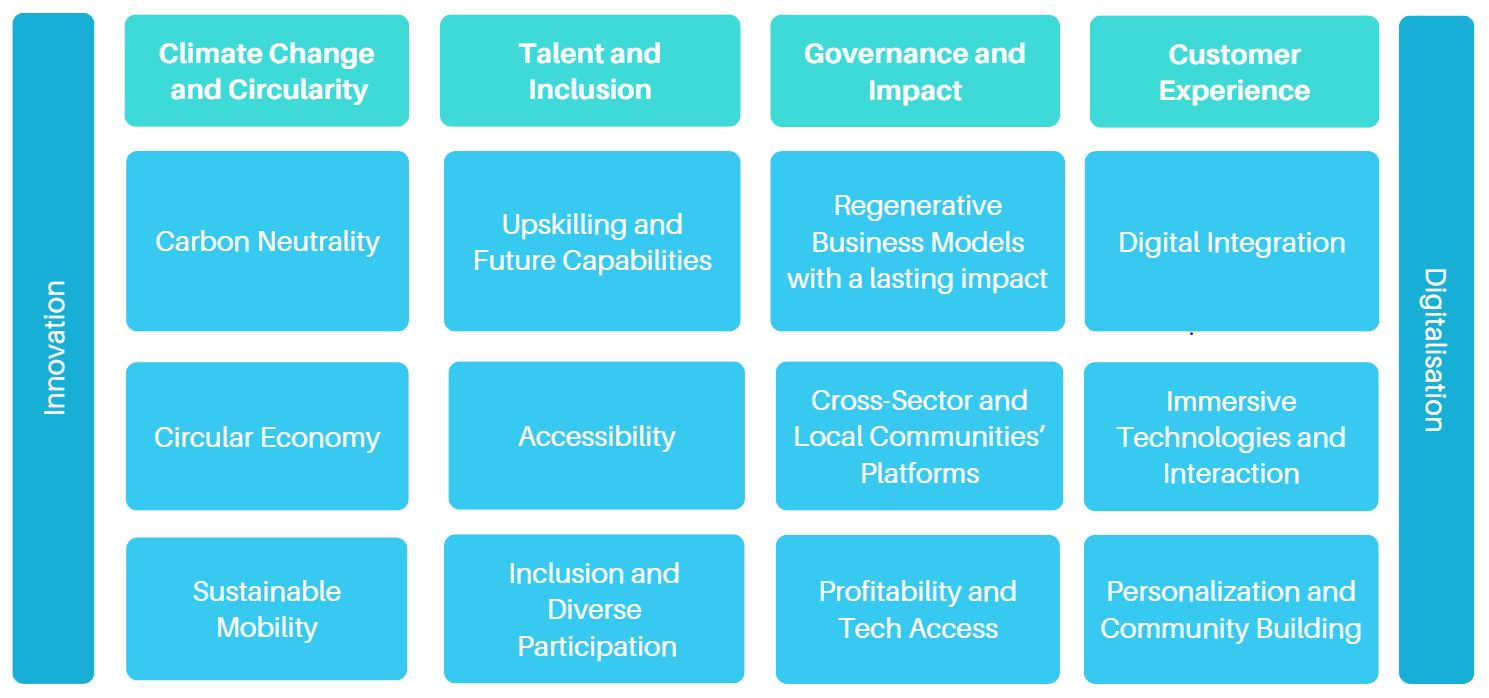 Innovation
Climate Change
and Circularity
Carbon Neutrality
Circular Economy
Sustainable
Mobility
Talent and
Inclusion
Upskilling and
Future Capabilities
Accessibility
Inclusion and
Diverse
Participation
Governance and
Impact
Regenerative
Business Models
with a lasting impact
Cross-Sector and
Local Communities’
Platforms
Profitability and
Tech Access
Customer
Experience
Digital Integration
Immersive
Technologies and
Interaction
Personalization and
Community Building
Digitalisation